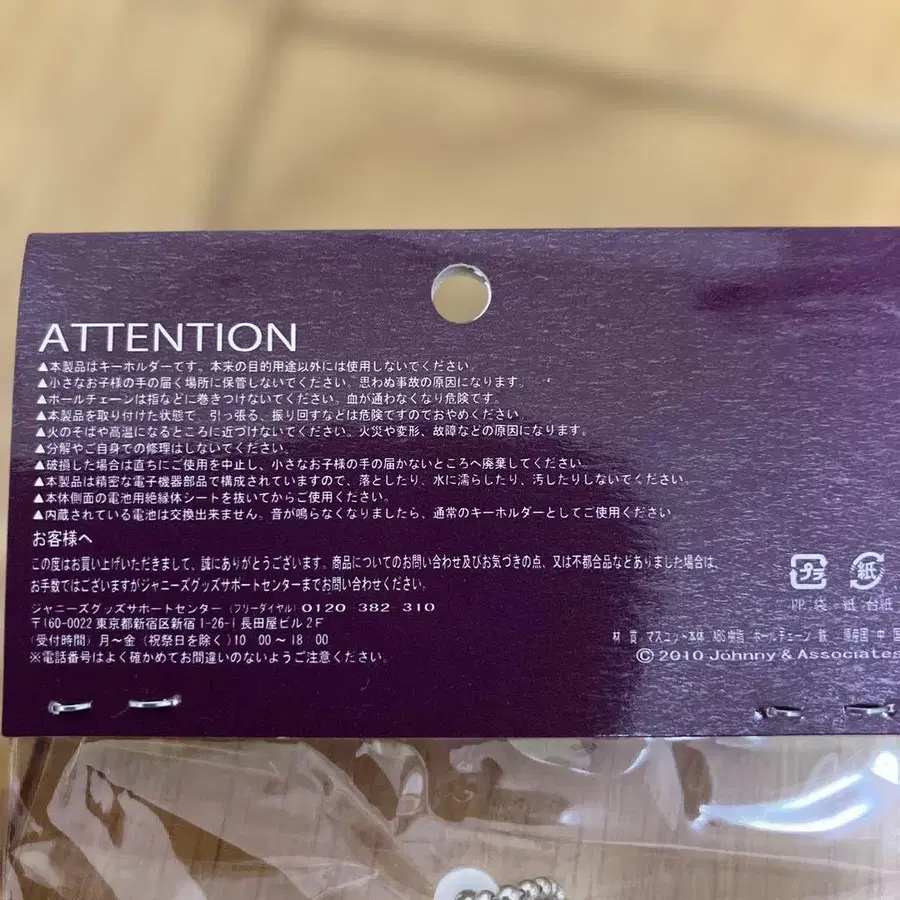 ATTENTION
▲本製品はキーホルダーです。本来の目的用途以外には使用しないでください。
▲小さなお子様の手の届く場所に保管しないでください。思わぬ事故の原因になります。
▲ボールチェーンは指などに巻きつけないでください。血が通わなくなり危険です。
▲本製品を取り付けた状態で、引っ張る、振り回すなどは危険ですのでおやめください。
▲火のそばや高温になるところに近づけないでください。火災や変形、故障などの原因になります。
▲分解やご自身での修理はしないでください。
▲破損した場合は直ちにご使用を中止し、小さなお子様の手の届かないところへ廃棄してください。
▲本製品は精密な電子機器部品で構成されていますので、落としたり、水に濡らしたり、汚したりしないでください。
▲本体側面の電池用絶縁体シートを抜いてからご使用ください。
▲内蔵されている電池は交換出来ません。音が鳴らなくなりましたら、通常のキーホルダーとしてご使用ください。
お客様へ
この度はお買い上げいただきまして、誠にありがとうございます。商品についてのお問い合わせ及びお気づきの点、又は不都合品などありました場合は、
お手数ではございますがジャニーズグッズサポートセンターまでお問い合わせください。
ジャニーズグッズサポートセンター (フリーダイヤル) 0120 382 310
〒160-0022 東京都新宿区新宿1-26-1 長田屋ビル2F
(受付時間) 月～金 (祝祭日を除く) 10 00～18 00
※電話番号はよく確かめてお間違いのないようご注意ください。
プラ 紙
PP 袋 紙 台紙
材 質 マスコット本体 ABS樹脂 ボールチェーン 鉄 原産国 中 国
© 2010 Johnny & Associates